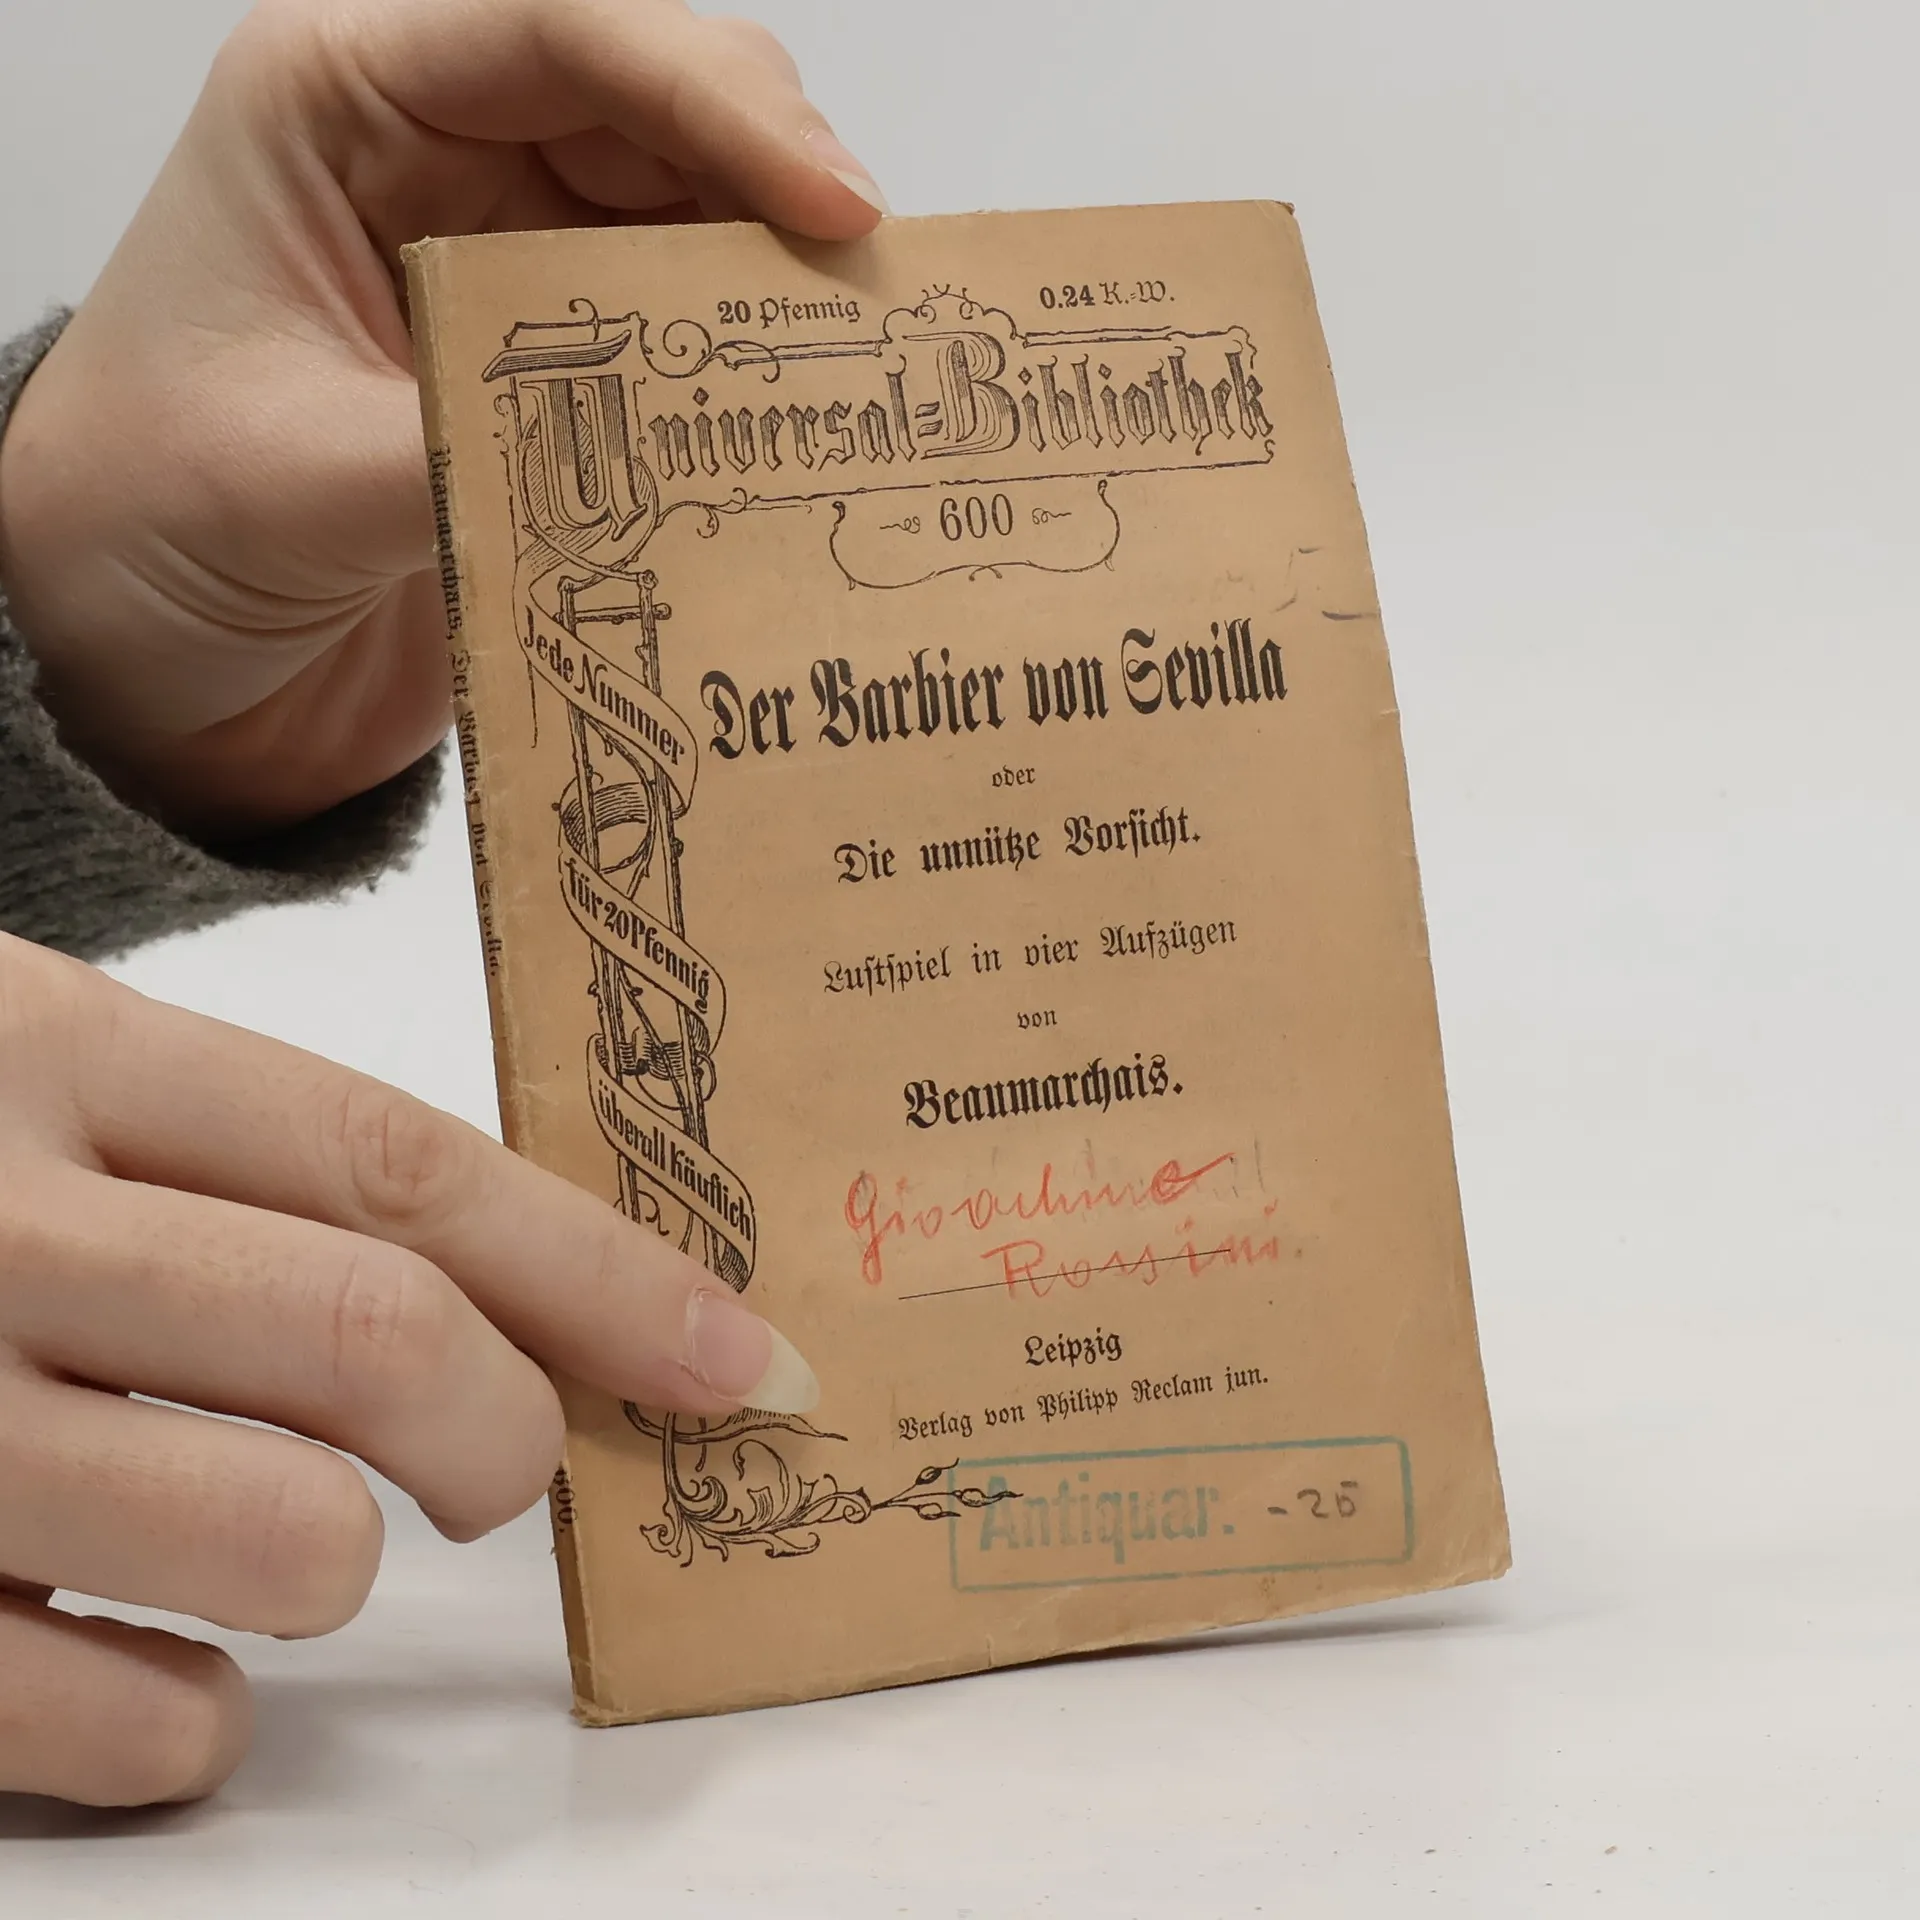 20 Pfennig 0.24 K.=W.
Universal=Bibliothek
600
Jede Nummer
für 20 Pfennig
überall käuflich
Der Barbier von Sevilla
oder
Die unnütze Vorsicht.
Luſtſpiel in vier Aufzügen
von
Beaumarchais.
Gioachino
Rossini.
Leipzig
Verlag von Philipp Reclam jun.
Antiquar. -25
Beaumarchais, Der Barbier von Sevilla.
600.